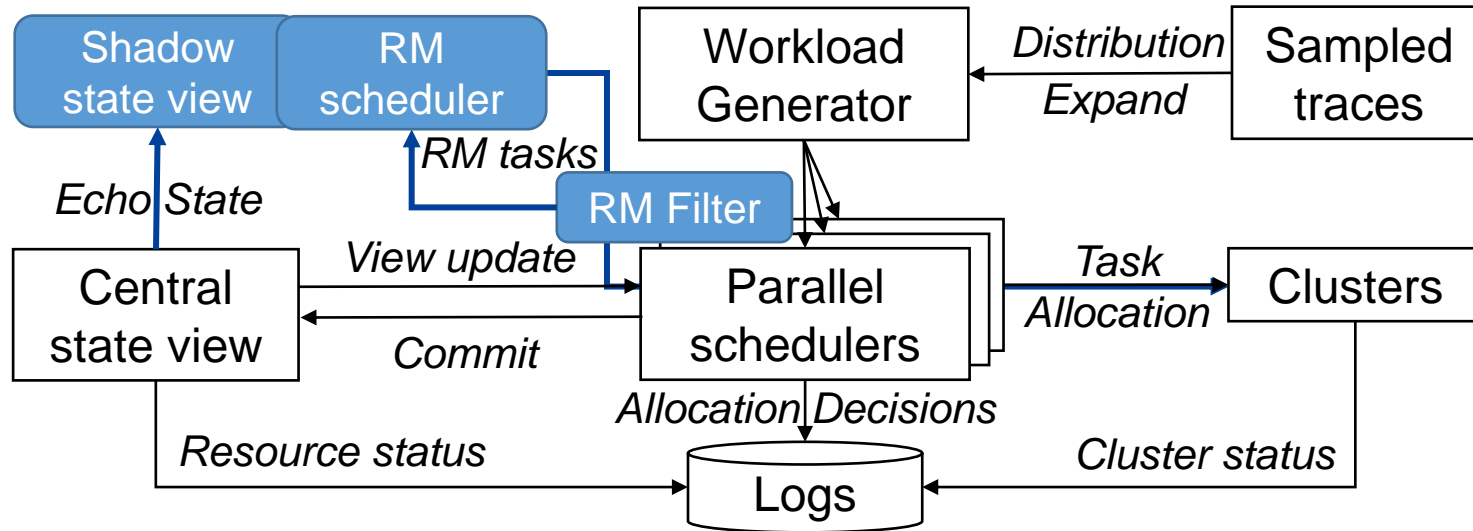 Shadow
state view
RM
scheduler
Workload
Generator
Distribution
Expand
Sampled
traces
RM tasks
Echo State
RM Filter
View update
Central
state view
Commit
Parallel
schedulers
Task
Allocation
Clusters
Allocation Decisions
Resource status
Cluster status
Logs